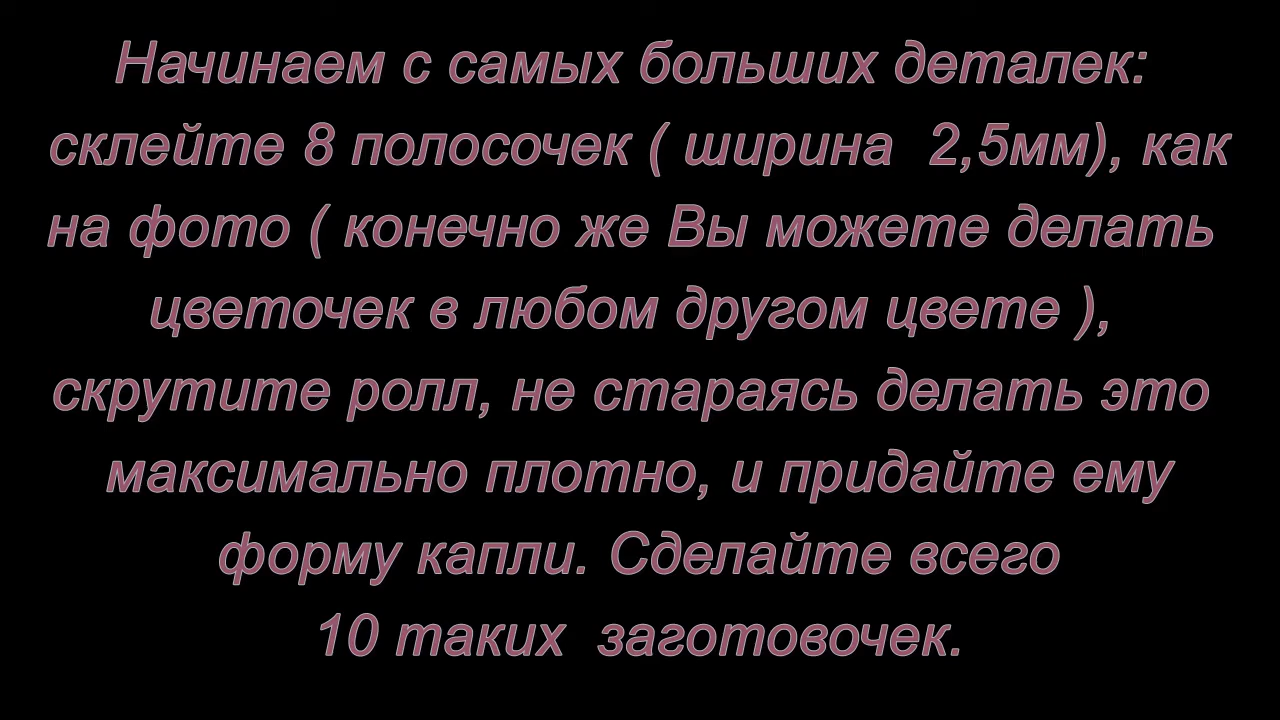 Начинаем с самых больших деталек:
склейте 8 полосочек ( ширина  2,5мм), как
на фото ( конечно же Вы можете делать
цветочек в любом другом цвете ),
скрутите ролл, не стараясь делать это
максимально плотно, и придайте ему
форму капли. Сделайте всего
10 таких  заготовочек.